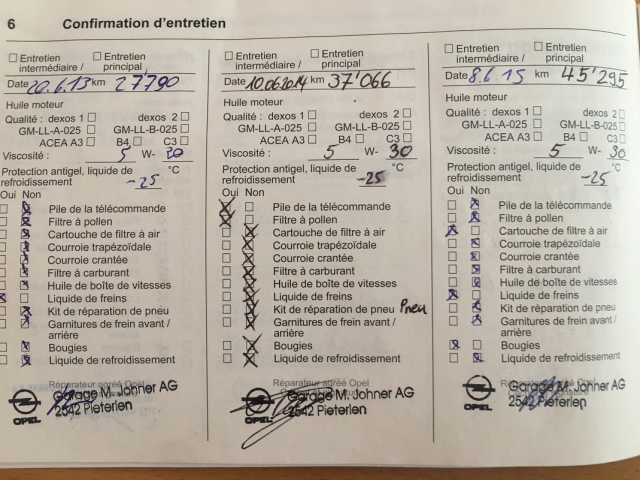 6 Confirmation d'entretien
☐ Entretien intermédiaire / ☐ Entretien principal
Date 20.6.13 km 27790
Huile moteur
Qualité : dexos 1 ☐ dexos 2 ☐
GM-LL-A-025 ☐ GM-LL-B-025 ☐
ACEA A3 ☐ B4 ☐ C3 ☐
Viscosité : 5 W- 30
Protection antigel, liquide de
refroidissement -25 °C
Oui Non
Pile de la télécommande
Filtre à pollen
Cartouche de filtre à air
Courroie trapézoïdale
Courroie crantée
Filtre à carburant
Huile de boîte de vitesses
Liquide de freins
Kit de réparation de pneu
Garnitures de frein avant /
arrière
Bougies
Liquide de refroidissement
Réparateur agréé Opel
Garage M. Johner AG
2542 Pieterlen
OPEL
☐ Entretien intermédiaire / ☐ Entretien principal
Date 10.062014 km 37'066
Huile moteur
Qualité : dexos 1 ☐ dexos 2 ☐
GM-LL-A-025 ☐ GM-LL-B-025 ☐
ACEA A3 ☐ B4 ☐ C3 ☐
Viscosité : 5 W- 30
Protection antigel, liquide de
refroidissement -25 °C
Oui Non
Pile de la télécommande
Filtre à pollen
Cartouche de filtre à air
Courroie trapézoïdale
Courroie crantée
Filtre à carburant
Huile de boîte de vitesses
Liquide de freins
Kit de réparation de pneu Pneu
Garnitures de frein avant /
arrière
Bougies
Liquide de refroidissement
Réparateur agréé Opel
Garage M. Johner AG
2542 Pieterlen
OPEL
☐ Entretien intermédiaire / ☐ Entretien principal
Date 8.6.15 km 45'295
Huile moteur
Qualité : dexos 1 ☐ dexos 2 ☐
GM-LL-A-025 ☐ GM-LL-B-025 ☐
ACEA A3 ☐ B4 ☐ C3 ☐
Viscosité : 5 W- 30
Protection antigel, liquide de
refroidissement -25 °C
Oui Non
Pile de la télécommande
Filtre à pollen
Cartouche de filtre à air
Courroie trapézoïdale
Courroie crantée
Filtre à carburant
Huile de boîte de vitesses
Liquide de freins
Kit de réparation de pneu
Garnitures de frein avant /
arrière
Bougies
Liquide de refroidissement
Réparateur agréé Opel
Garage M. Johner AG
2542 Pieterlen
OPEL